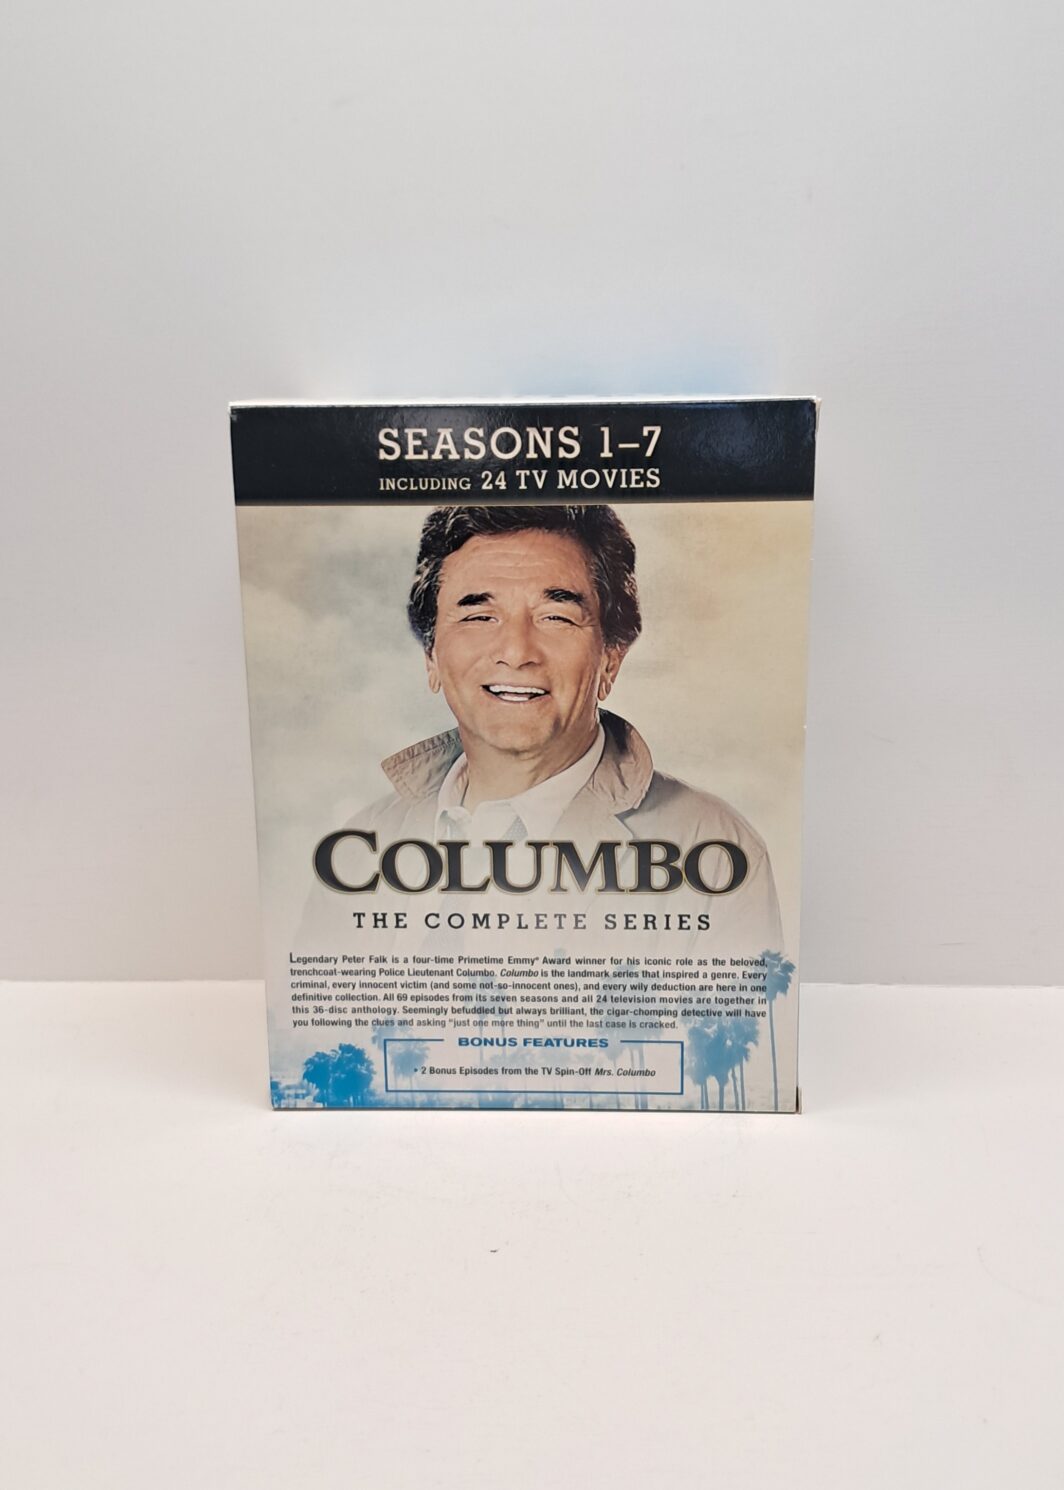 SEASONS 1–7
INCLUDING 24 TV MOVIES
COLUMBO
THE COMPLETE SERIES
Legendary Peter Falk is a four-time Primetime Emmy® Award winner for his iconic role as the beloved,
trenchcoat-wearing Police Lieutenant Columbo. Columbo is the landmark series that inspired a genre. Every
criminal, every innocent victim (and some not-so-innocent ones), and every wily deduction are here in one
definitive collection. All 69 episodes from its seven seasons and all 24 television movies are together in
this 36-disc anthology. Seemingly befuddled but always brilliant, the cigar-chomping detective will have
you following the clues and asking "just one more thing" until the last case is cracked.
BONUS FEATURES
• 2 Bonus Episodes from the TV Spin-Off Mrs. Columbo